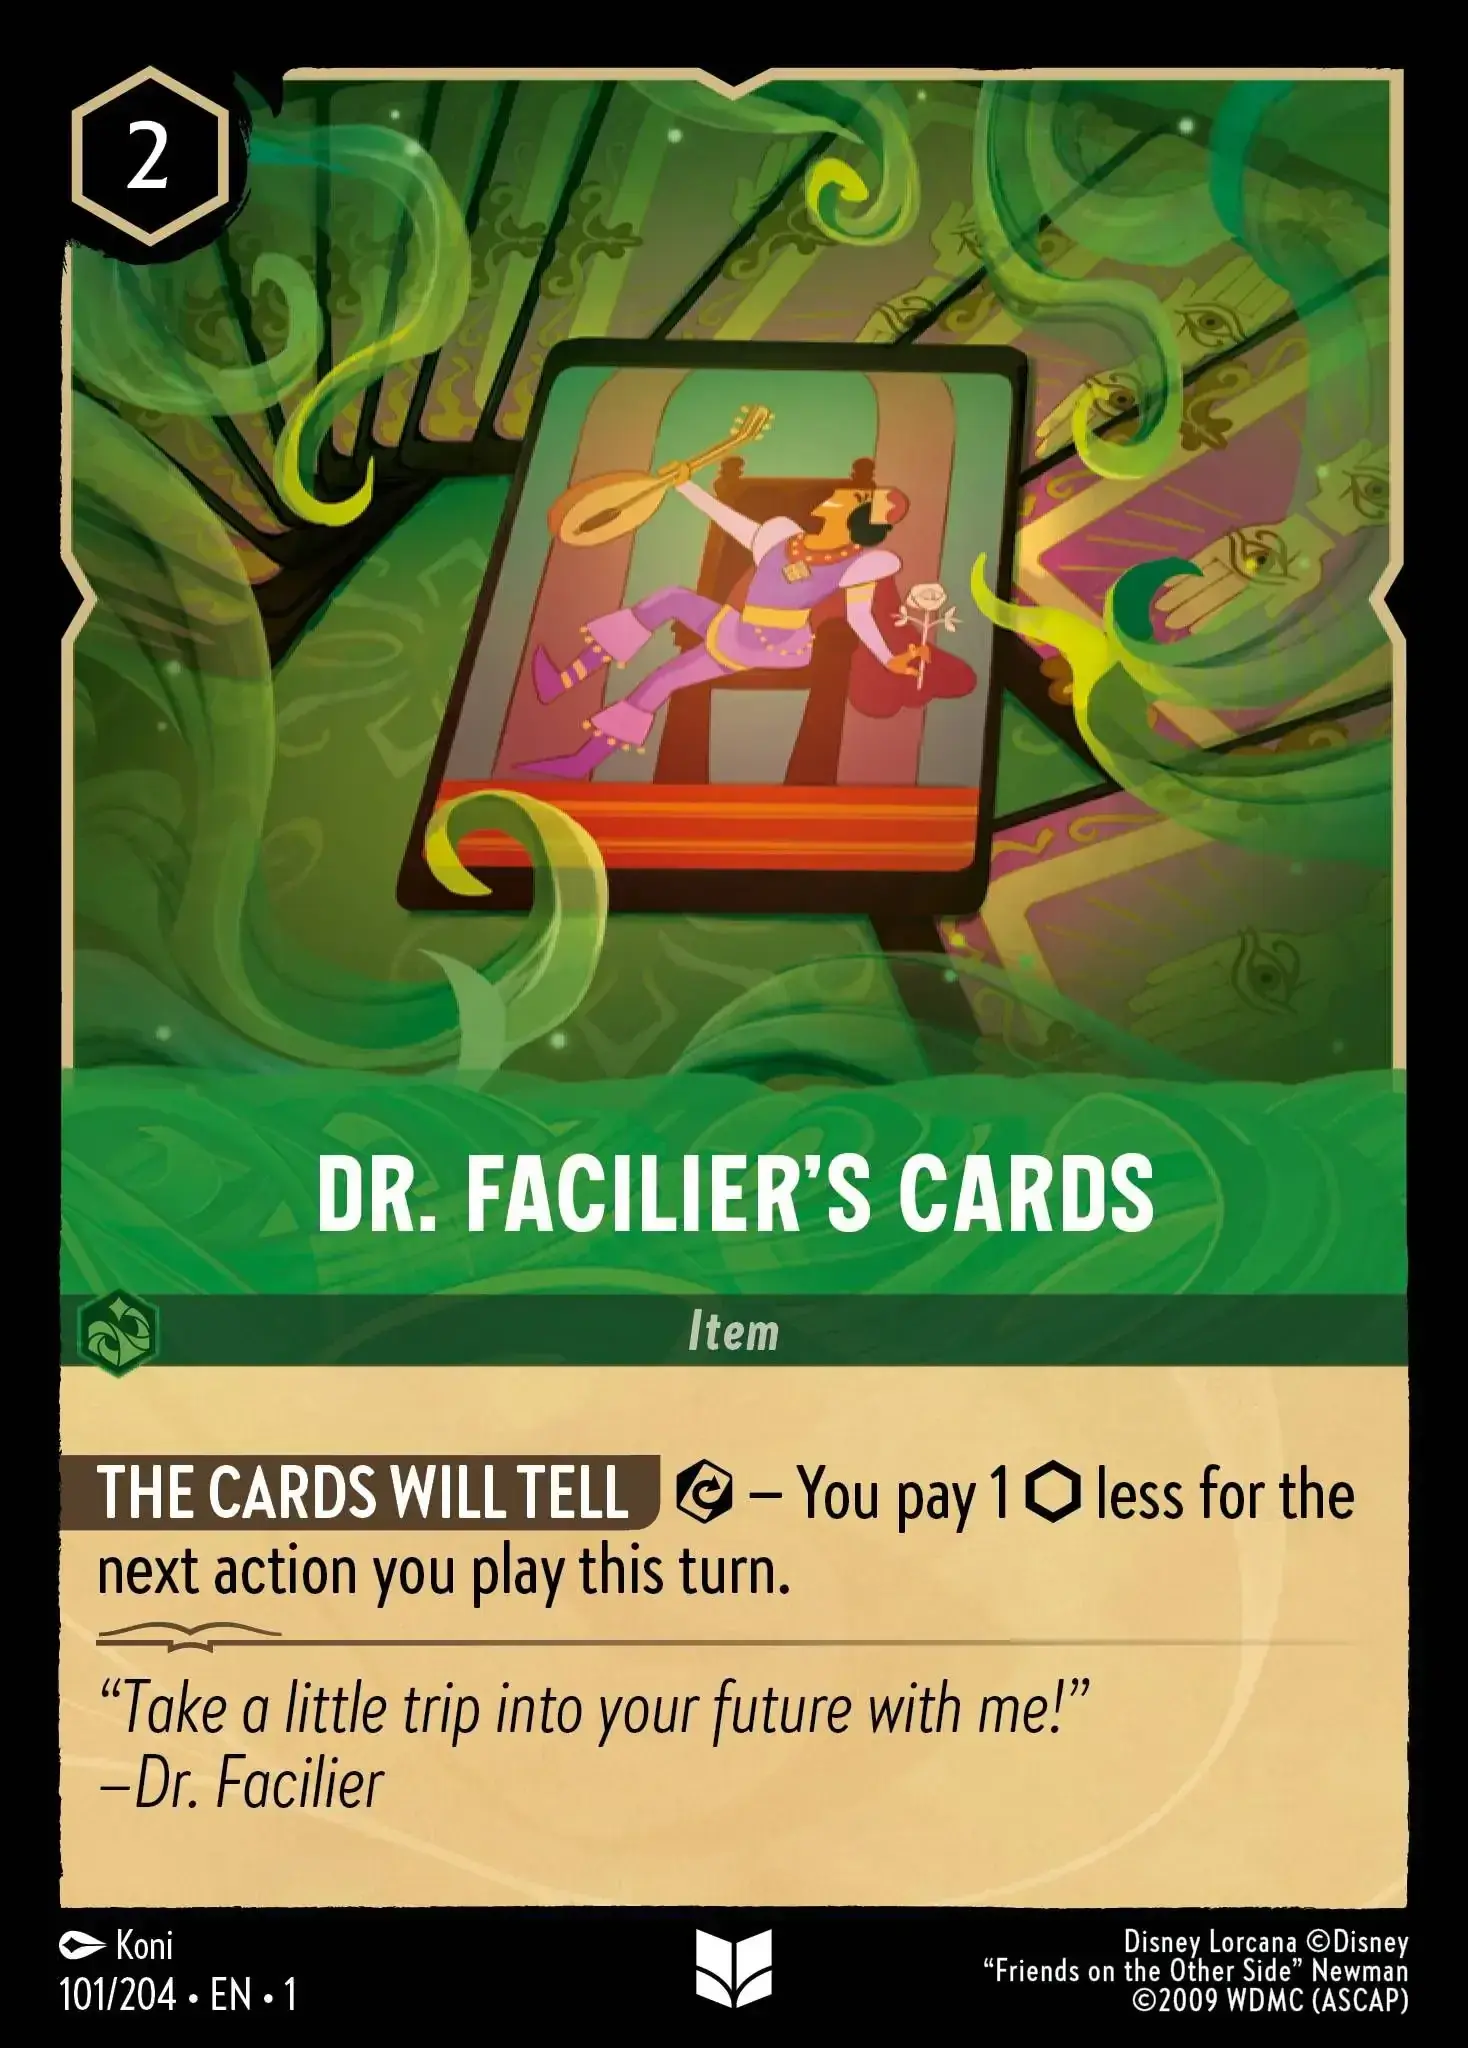 2
DR. FACILIER’S CARDS
Item
THE CARDS WILL TELL – You pay 1 less for the
next action you play this turn.
“Take a little trip into your future with me!”
–Dr. Facilier
Koni
101/204 • EN • 1
Disney Lorcana ©Disney
“Friends on the Other Side” Newman
©2009 WDMC (ASCAP)